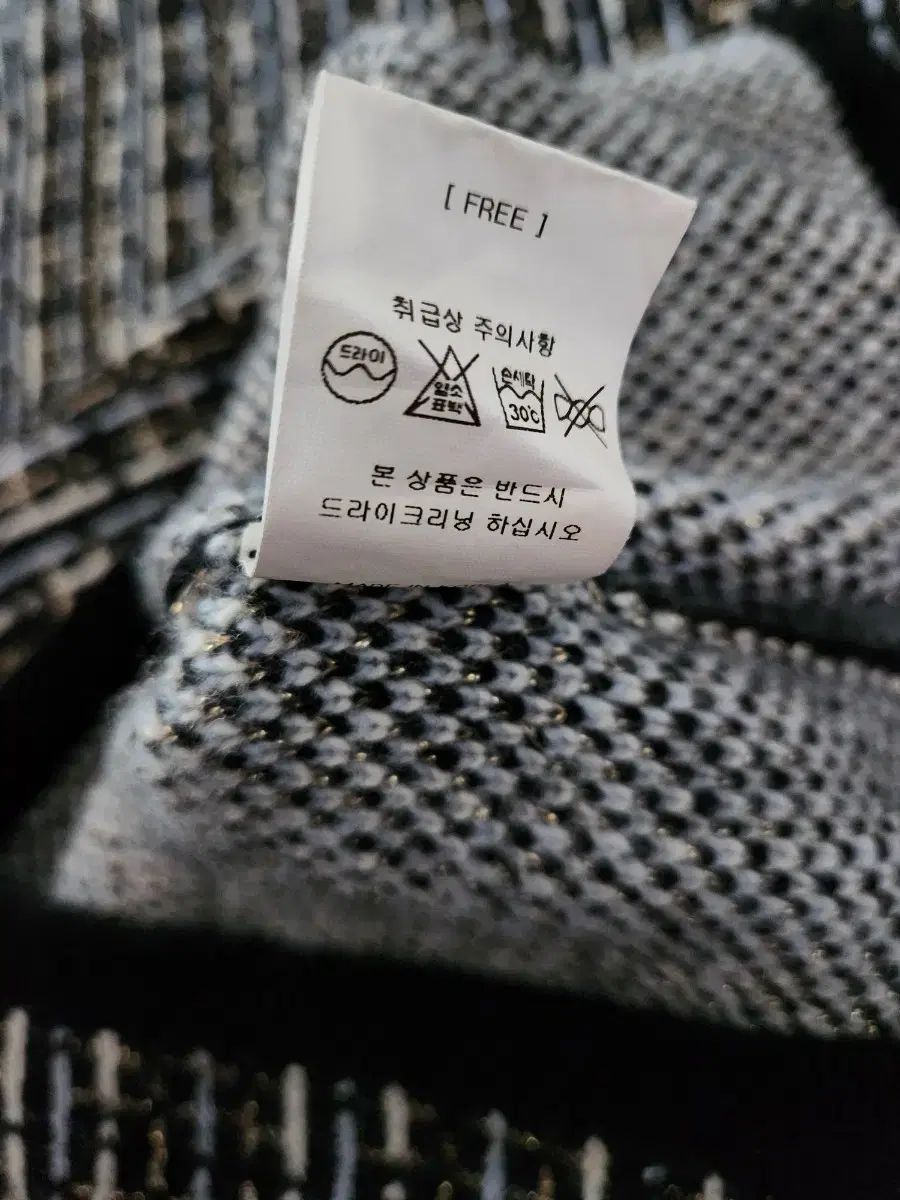 [ FREE ]
취급상 주의사항
드라이
염소
표백
손세탁
30℃
본 상품은 반드시
드라이크리닝 하십시오